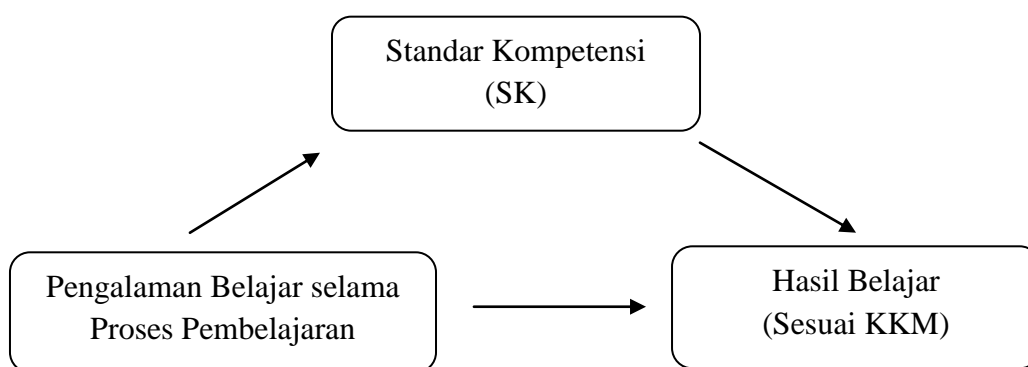 Standar Kompetensi
(SK)
Pengalaman Belajar selama
Proses Pembelajaran
Hasil Belajar
(Sesuai KKM)